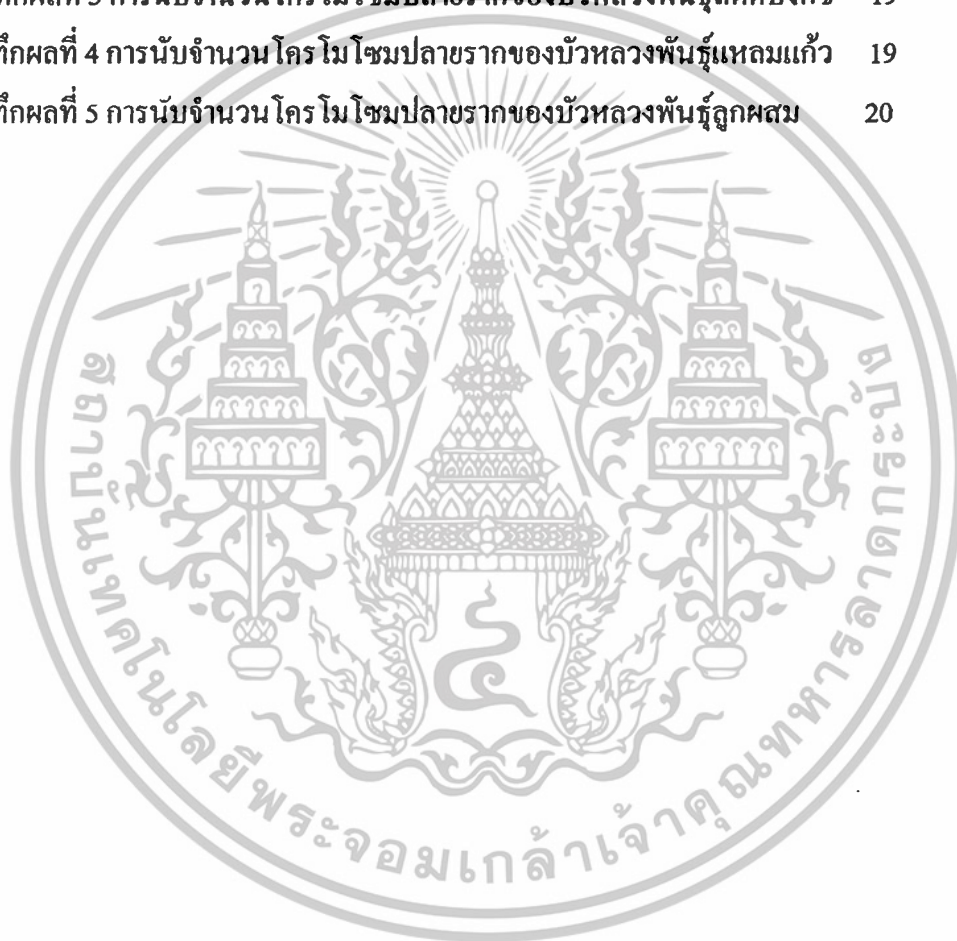 ทึกผลที่ 4 การนับจำนวนโครโมโซมปลายรากของบัวหลวงพันธุ์แหลมแก้ว 19
ทึกผลที่ 5 การนับจำนวนโครโมโซมปลายรากของบัวหลวงพันธุ์ลูกผสม 20
สถาบันเทคโนโลยีพระจอมเกล้าเจ้าคุณทหารลาดกระบัง